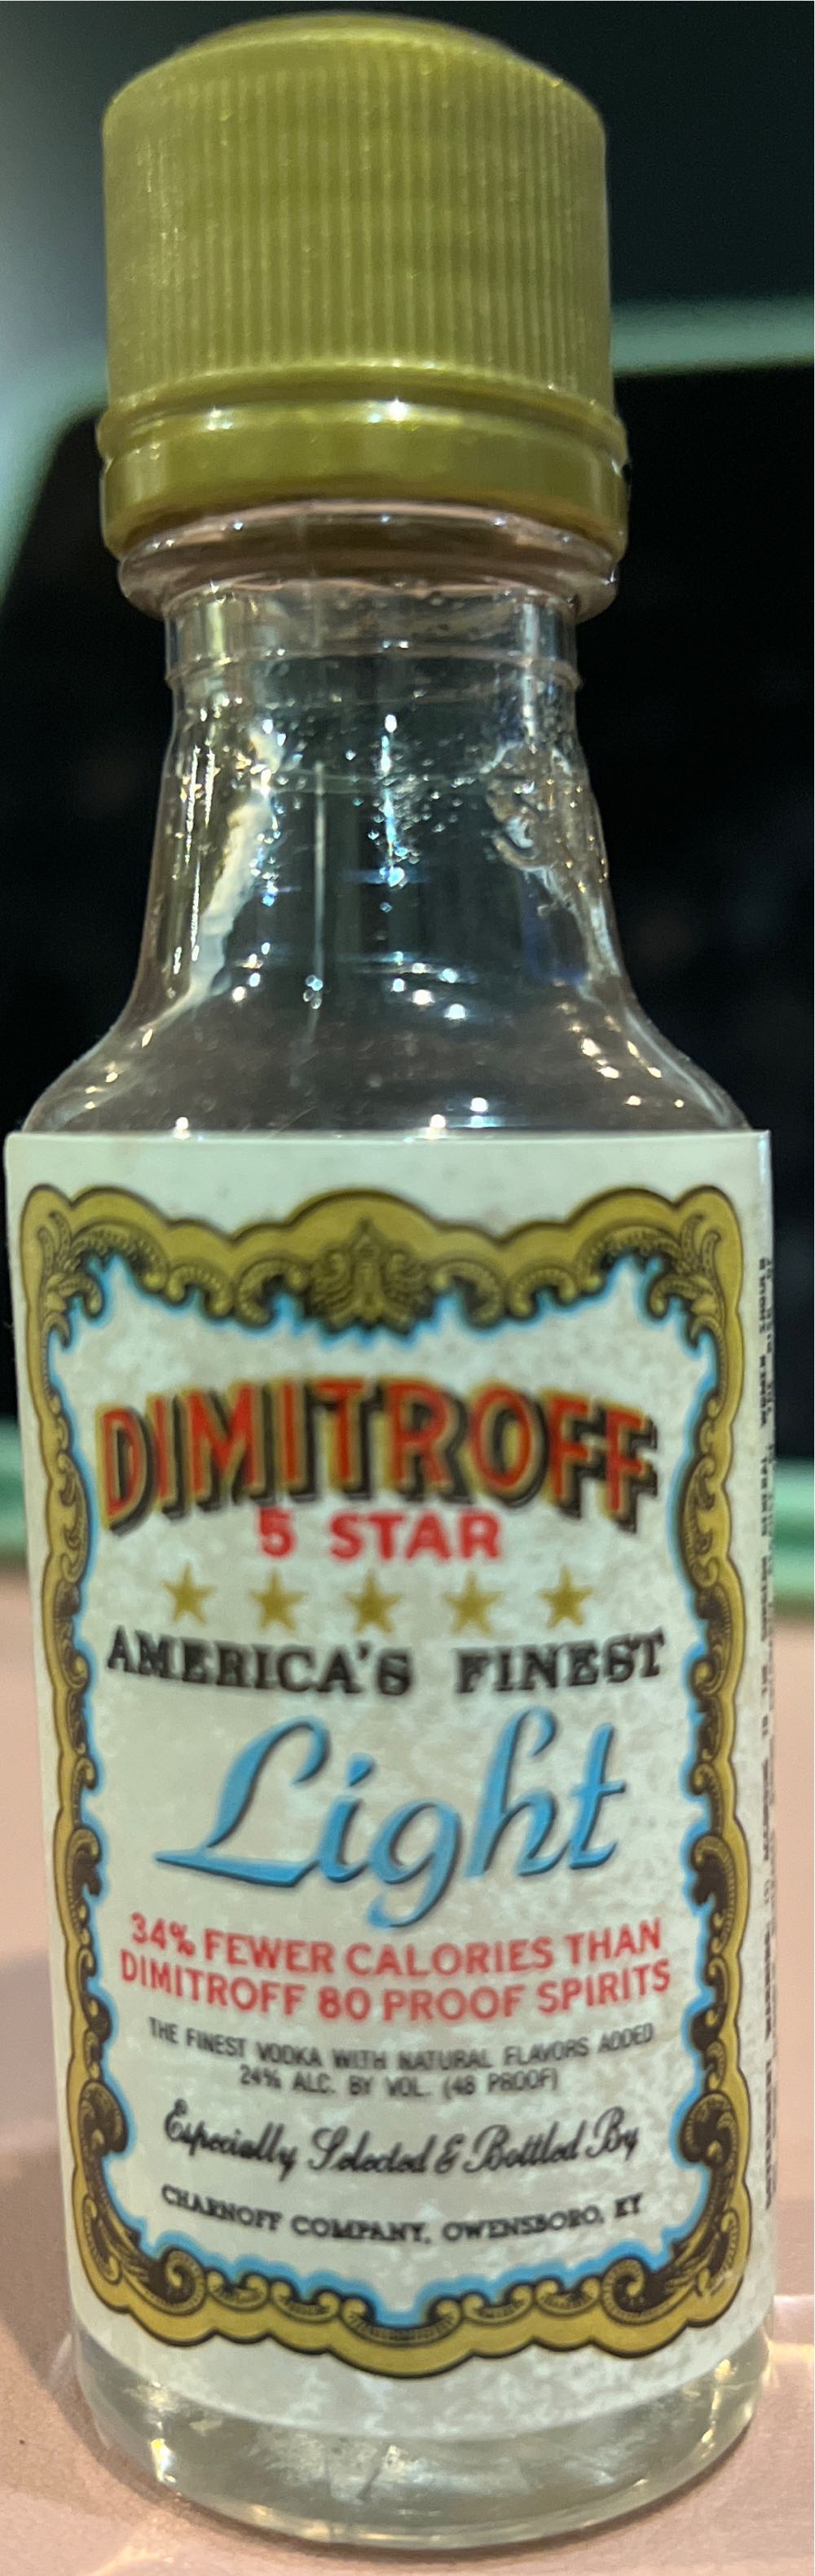 DIMITROFF
5 STAR
AMERICA'S FINEST
Light
34% FEWER CALORIES THAN
DIMITROFF 80 PROOF SPIRITS
THE FINEST VODKA WITH NATURAL FLAVORS ADDED
24% ALC. BY VOL. (48 PROOF)
Especially Selected & Bottled By
CHARNOFF COMPANY, OWENSBORO, KY